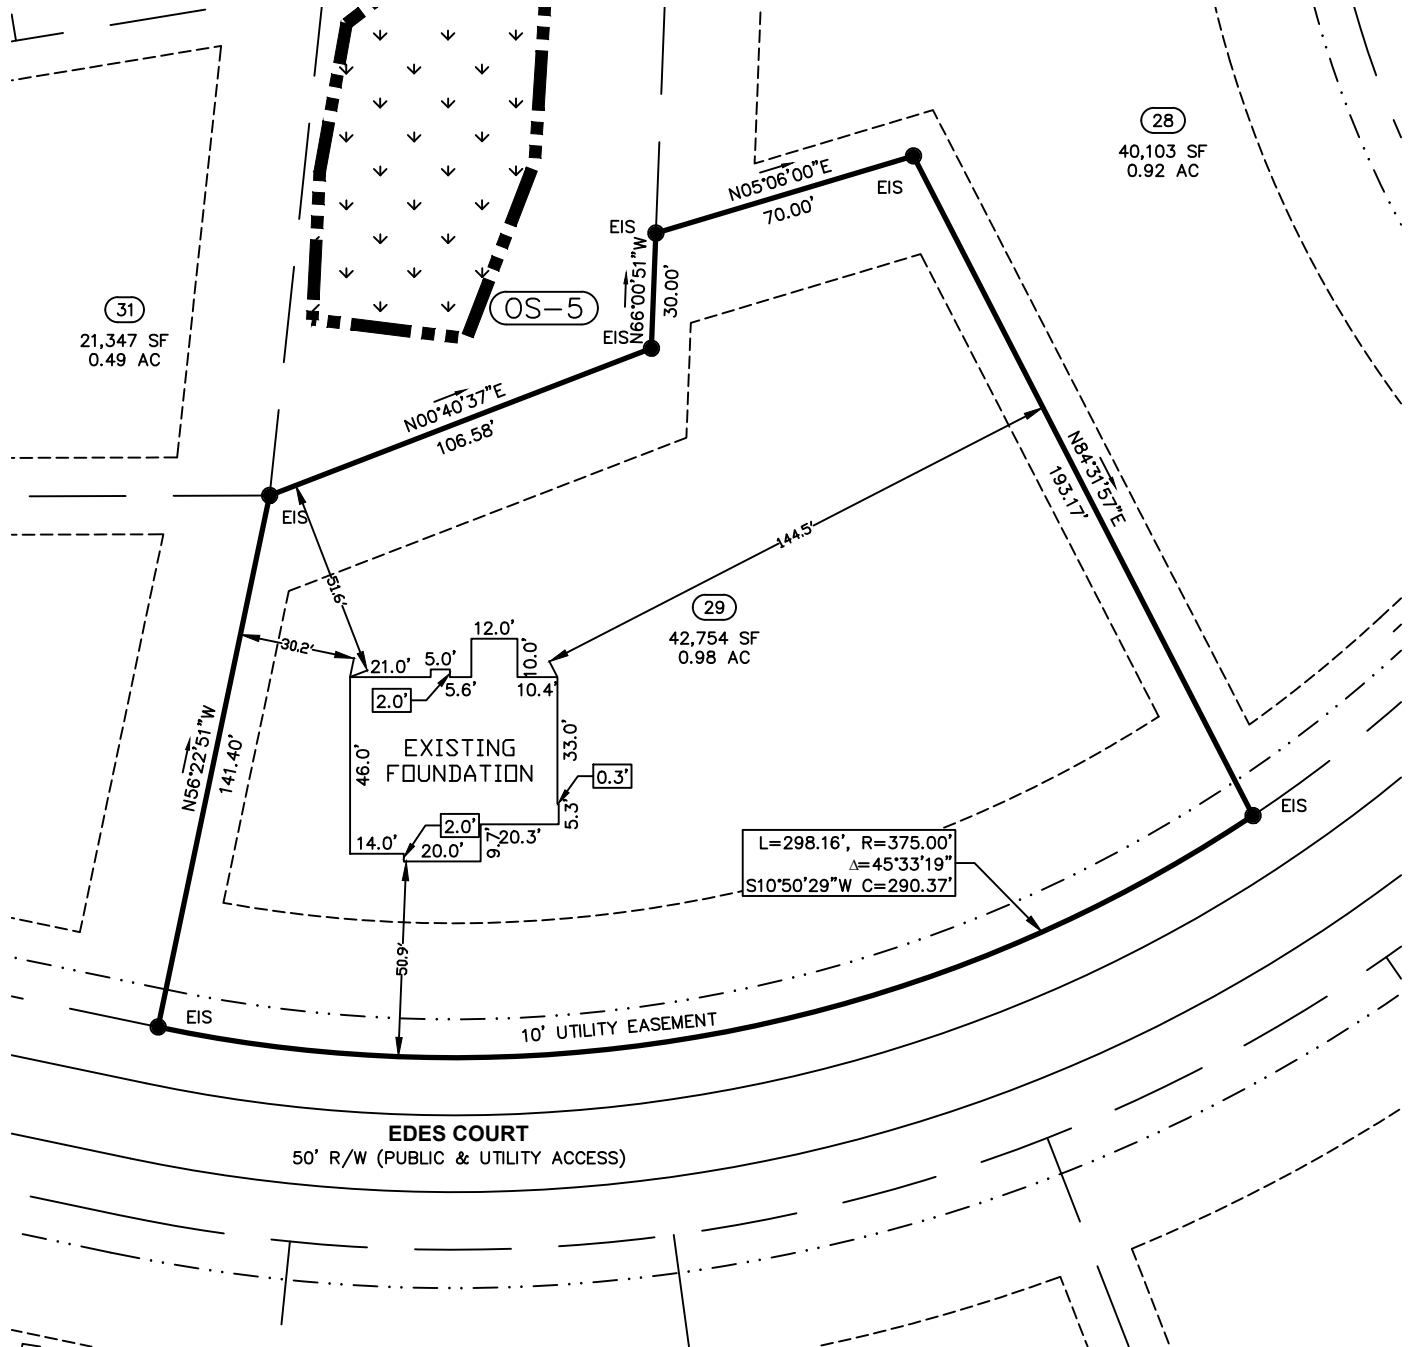 28
40,103 SF
0.92 AC
N05°06'00"E
70.00'
EIS
EIS
N66°00'51"W
30.00'
OS-5
EIS
31
21,347 SF
0.49 AC
N00°40'37"E
106.58'
N84°31'57"E
193.17'
EIS
144.5'
51.6'
30.2'
29
42,754 SF
0.98 AC
12.0'
10.0'
5.0'
21.0'
5.6'
10.4'
2.0'
N56°22'51"W
141.40'
46.0'
EXISTING
FOUNDATION
33.0'
0.3'
5.3'
2.0'
14.0'
20.0'
9.7'
20.3'
EIS
L=298.16', R=375.00'
Δ=45°33'19"
S10°50'29"W C=290.37'
50.9'
EIS
10' UTILITY EASEMENT
EDES COURT
50' R/W (PUBLIC & UTILITY ACCESS)